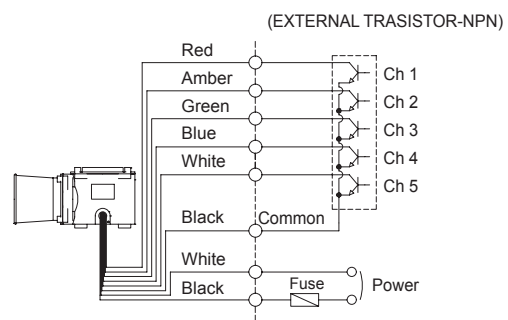 (EXTERNAL TRASISTOR-NPN)
Red
Ch 1
Amber
Ch 2
Green
Ch 3
Blue
Ch 4
White
Ch 5
Black Common
White
Black Fuse Power